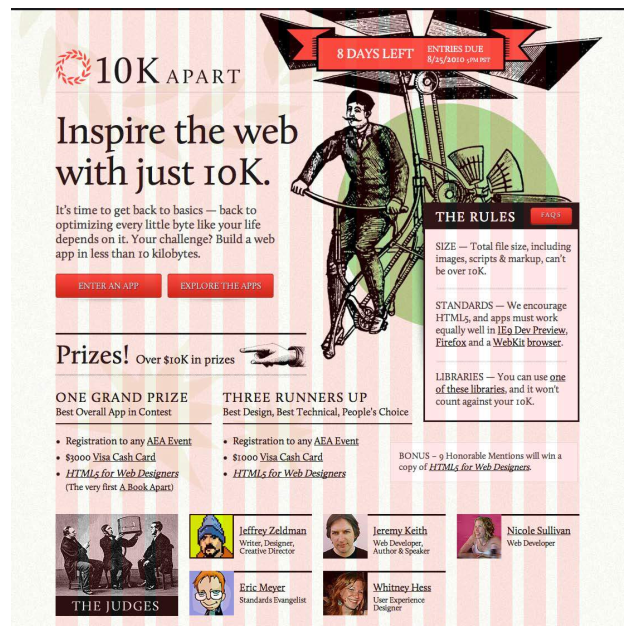 8 DAYS LEFT
ENTRIES DUE
8/25/2010 5PM PST
10K APART
Inspire the web
with just 10K.
It's time to get back to basics — back to
optimizing every little byte like your life
depends on it. Your challenge? Build a web
app in less than 10 kilobytes.
ENTER AN APP
EXPLORE THE APPS
THE RULES
FAQS
SIZE — Total file size, including
images, scripts & markup, can't
be over 10K.
STANDARDS — We encourage
HTML5, and apps must work
equally well in IE9 Dev Preview,
Firefox and a WebKit browser.
LIBRARIES — You can use one
of these libraries, and it won't
count against your 10K.
Prizes! Over $10K in prizes
ONE GRAND PRIZE
Best Overall App in Contest
• Registration to any AEA Event
• $3000 Visa Cash Card
• HTML5 for Web Designers
(The very first A Book Apart)
THREE RUNNERS UP
Best Design, Best Technical, People's Choice
• Registration to any AEA Event
• $1000 Visa Cash Card
• HTML5 for Web Designers
BONUS – 9 Honorable Mentions will win a
copy of HTML5 for Web Designers.
THE JUDGES
Jeffrey Zeldman
Writer, Designer,
Creative Director
Jeremy Keith
Web Developer,
Author & Speaker
Nicole Sullivan
Web Developer
Eric Meyer
Standards Evangelist
Whitney Hess
User Experience
Designer